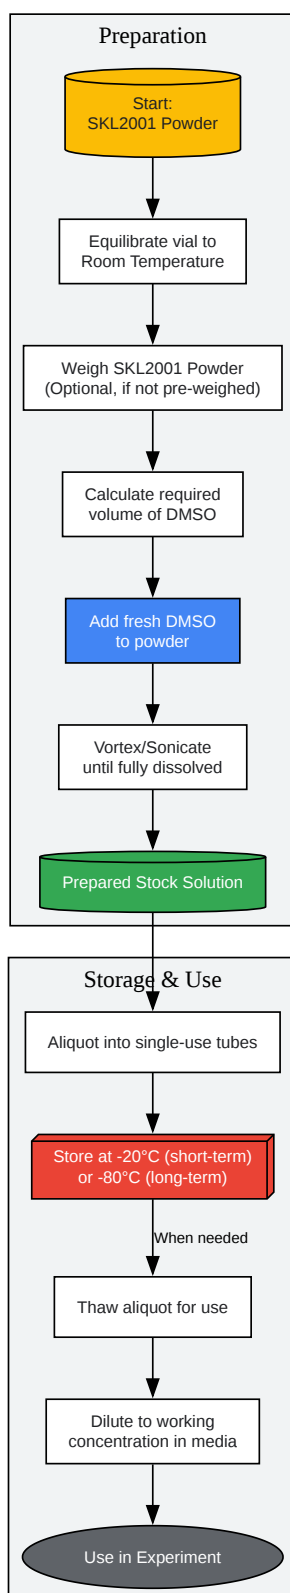 Preparation
Start:
SKL2001 Powder
Equilibrate vial to
Room Temperature
Weigh SKL2001 Powder
(Optional, if not pre-weighed)
Calculate required
volume of DMSO
Add fresh DMSO
to powder
Vortex/Sonicate
until fully dissolved
Prepared Stock Solution
Storage & Use
Aliquot into single-use tubes
Store at -20°C (short-term)
or -80°C (long-term)
When needed
Thaw aliquot for use
Dilute to working
concentration in media
Use in Experiment